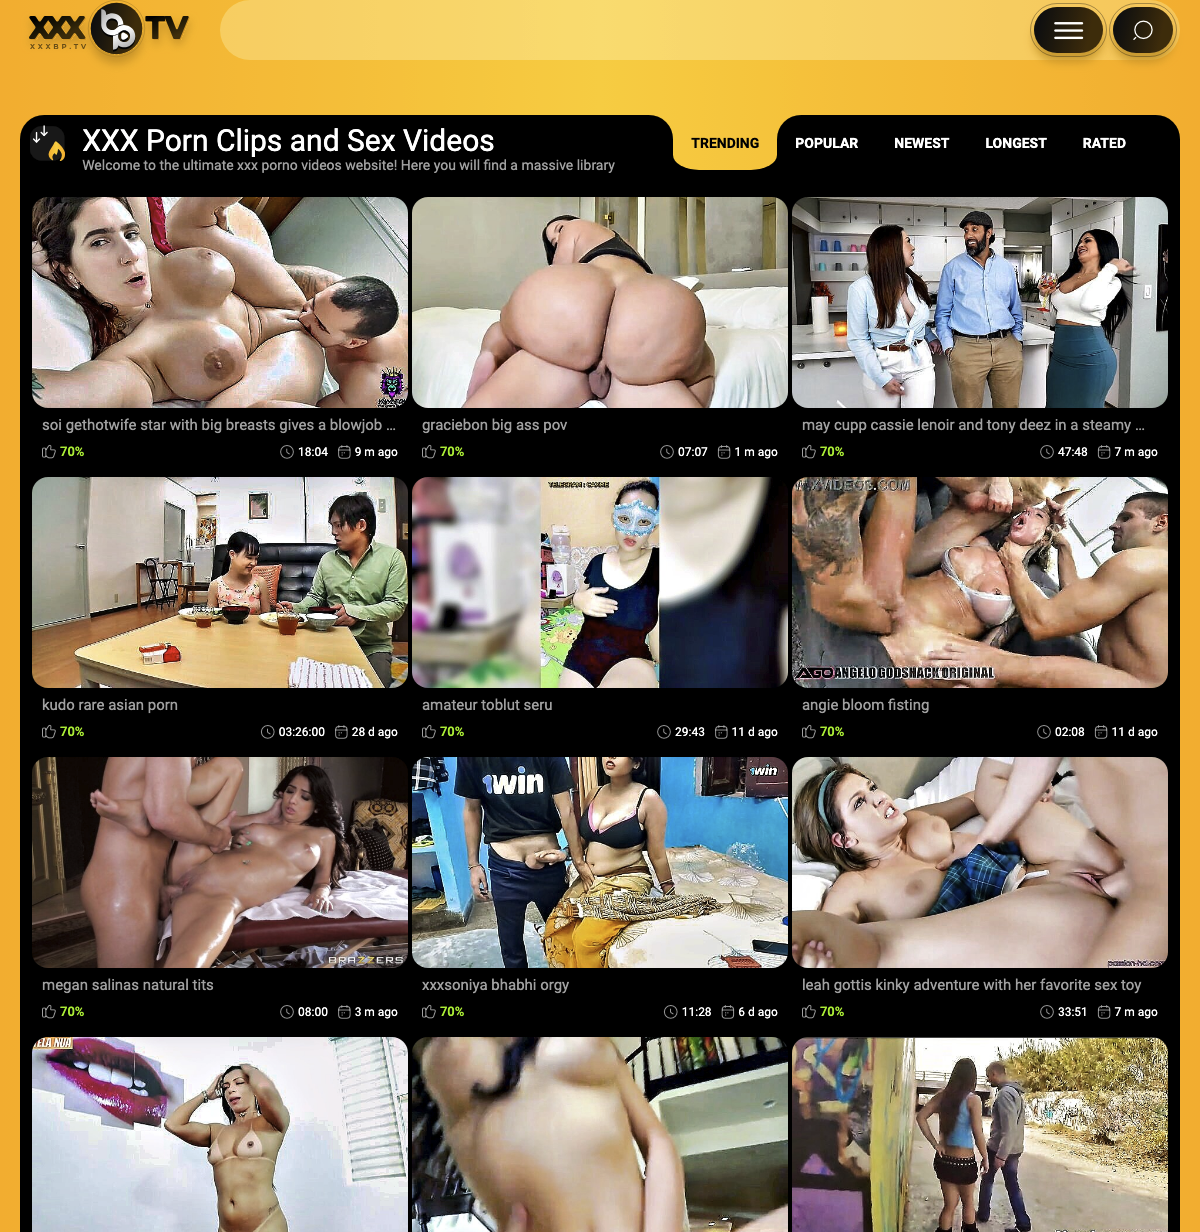 XXX bp TV
XXXBP.TV
XXX Porn Clips and Sex Videos
Welcome to the ultimate xxx porno videos website! Here you will find a massive library
TRENDING
POPULAR
NEWEST
LONGEST
RATED
soi gethotwife star with big breasts gives a blowjob ...
70%
18:04
9 m ago
graciebon big ass pov
70%
07:07
1 m ago
may cupp cassie lenoir and tony deez in a steamy ...
70%
47:48
7 m ago
kudo rare asian porn
70%
03:26:00
28 d ago
amateur toblut seru
70%
29:43
11 d ago
AGO ANGELO GODSHACK ORIGINAL
angie bloom fisting
70%
02:08
11 d ago
BRAZZERS
megan salinas natural tits
70%
08:00
3 m ago
1win
1win
xxxsoniya bhabhi orgy
70%
11:28
6 d ago
passion-hd.com
leah gottis kinky adventure with her favorite sex toy
70%
33:51
7 m ago